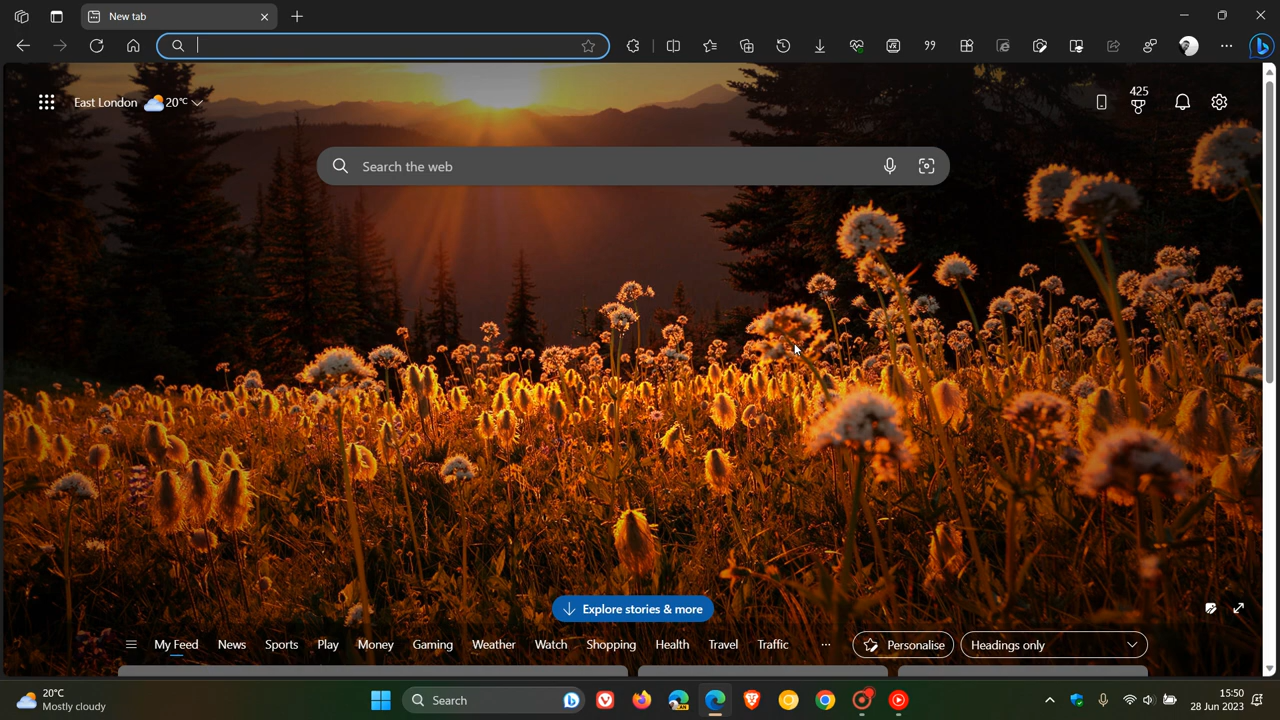 New tab
East London 20°C
425
Search the web
Explore stories & more
My Feed News Sports Play Money Gaming Weather Watch Shopping Health Travel Traffic ... Personalise Headings only
20°C
Mostly cloudy
Search
CAN
15:50
28 Jun 2023